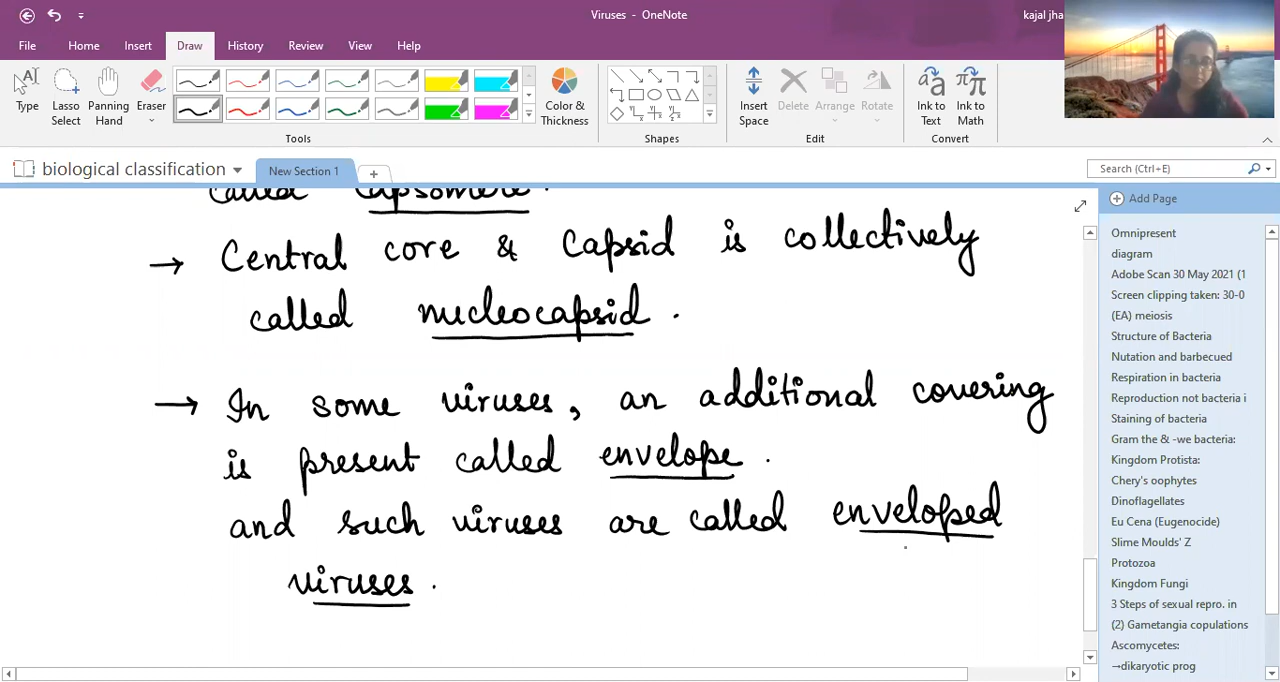 Viruses - OneNote
kajal jha
File Home Insert Draw History Review View Help
Type
Lasso Select
Panning Hand
Eraser
Color & Thickness
Insert Space
Delete
Arrange
Rotate
Ink to Text
Ink to Math
Tools
Shapes
Edit
Convert
biological classification
New Section 1
Search (Ctrl+E)
called capsomere.
→ Central core & Capsid is collectively
called nucleocapsid.
→ In some viruses, an additional covering
is present called envelope.
and such viruses are called enveloped
viruses.
Add Page
Omnipresent
diagram
Adobe Scan 30 May 2021 (1
Screen clipping taken: 30-0
(EA) meiosis
Structure of Bacteria
Nutation and barbecued
Respiration in bacteria
Reproduction not bacteria i
Staining of bacteria
Gram the & -we bacteria:
Kingdom Protista:
Chery's oophytes
Dinoflagellates
Eu Cena (Eugenocide)
Slime Moulds' Z
Protozoa
Kingdom Fungi
3 Steps of sexual repro. in
(2) Gametangia copulations
Ascomycetes:
→dikaryotic prog